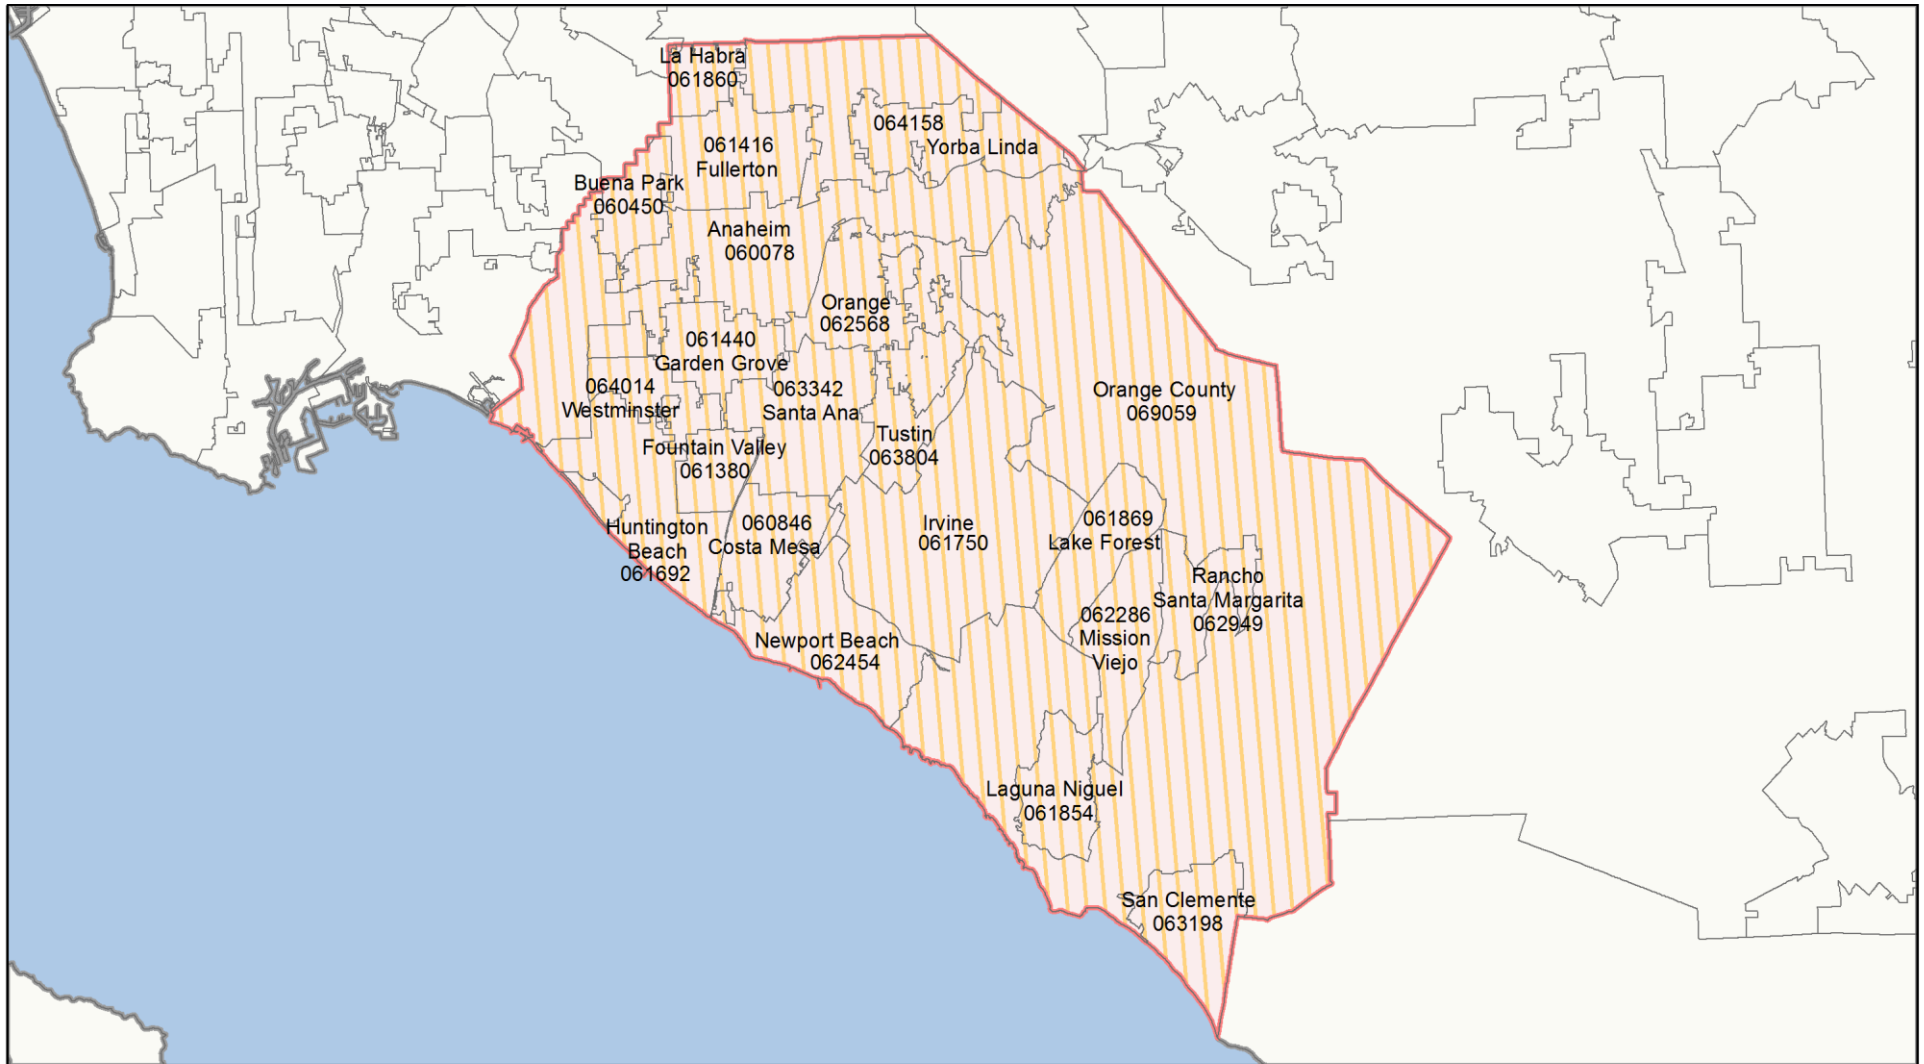 La Habra
061860
064158
Yorba Linda
061416
Fullerton
Buena Park
060450
Anaheim
060078
Orange
062568
061440
Garden Grove
064014
Westminster
063342
Santa Ana
Orange County
069059
Tustin
063804
Fountain Valley
061380
Huntington
Beach
061692
060846
Costa Mesa
Irvine
061750
061869
Lake Forest
Rancho
Santa Margarita
062949
062286
Mission
Viejo
Newport Beach
062454
Laguna Niguel
061854
San Clemente
063198